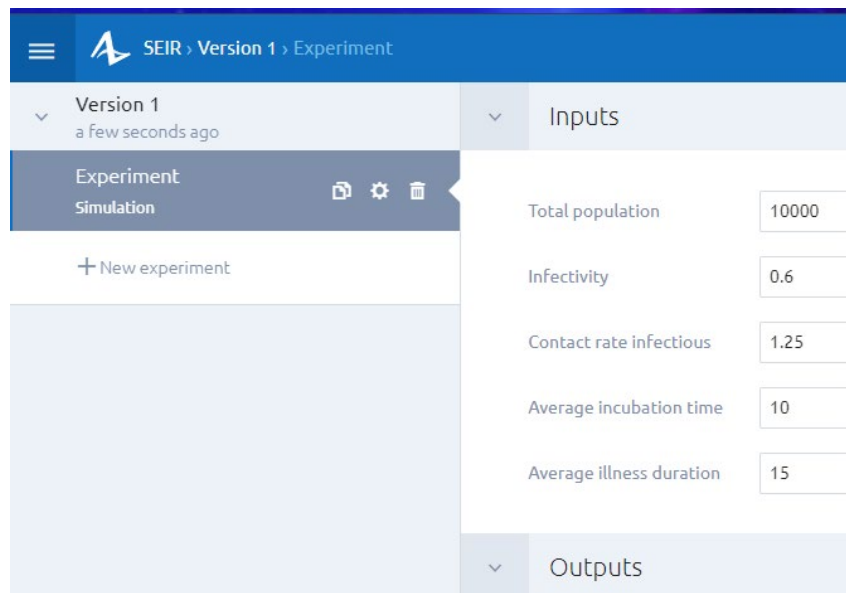 SEIR › Version 1 › Experiment
Version 1
a few seconds ago
Experiment
Simulation
+ New experiment
Inputs
Total population 10000
Infectivity 0.6
Contact rate infectious 1.25
Average incubation time 10
Average illness duration 15
Outputs